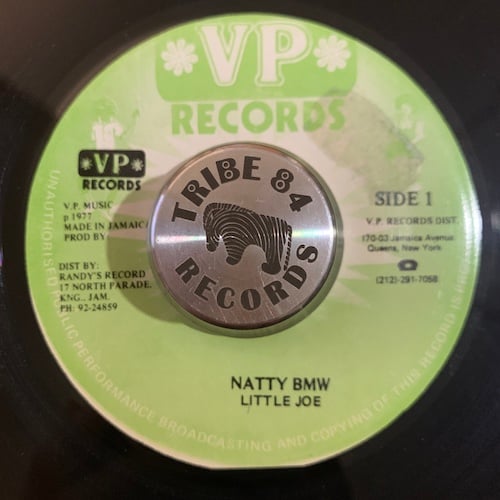 VP
RECORDS
VP
RECORDS
V.P. MUSIC
p 1977
MADE IN JAMAICA
PROD BY
DIST BY:
RANDY'S RECORD
17 NORTH PARADE,
KNG., JAM.
PH: 92-24859
TRIBE 84
RECORDS
SIDE 1
V.P. RECORDS DIST.
170-03 Jamaica Avenue
Queens, New York
(212)-291-7058
NATTY BMW
LITTLE JOE
UNAUTHORISED PUBLIC PERFORMANCE BROADCASTING AND COPYING OF THIS RECORD IS